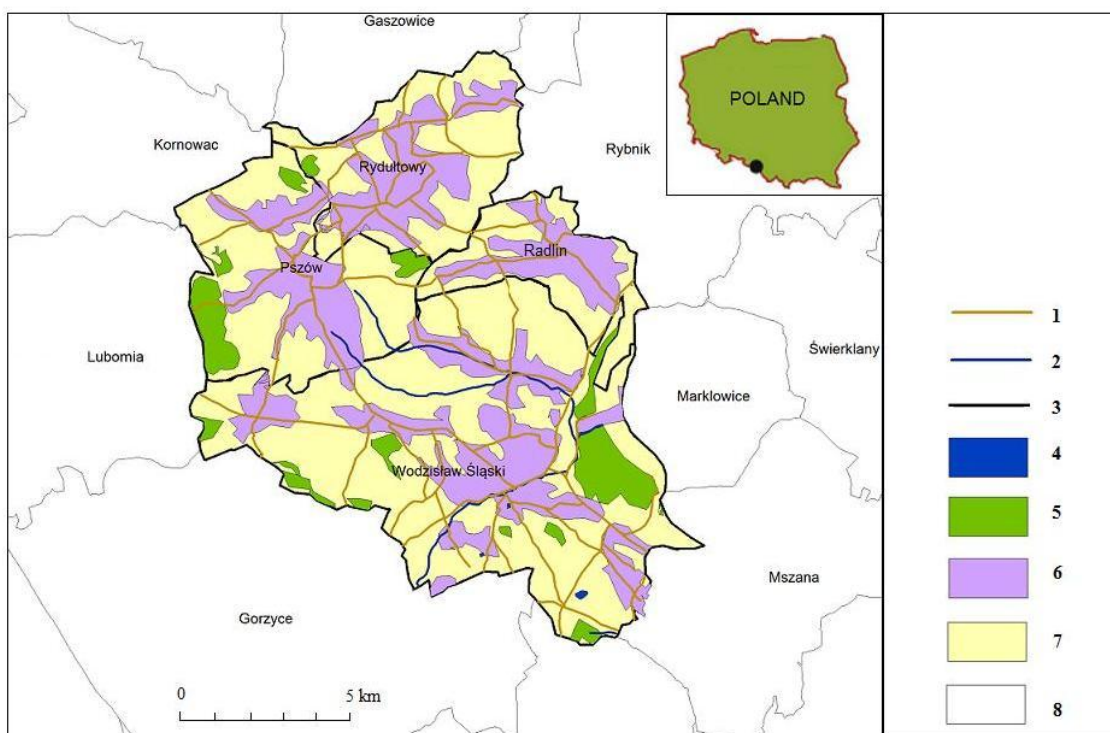 Gaszowice
POLAND
Kornowac
Rybnik
Rydułtowy
Radlin
Pszów
Lubomia
Świerklany
Marklowice
Wodzisław Śląski
Mszana
Gorzyce
0 5 km
1
2
3
4
5
6
7
8